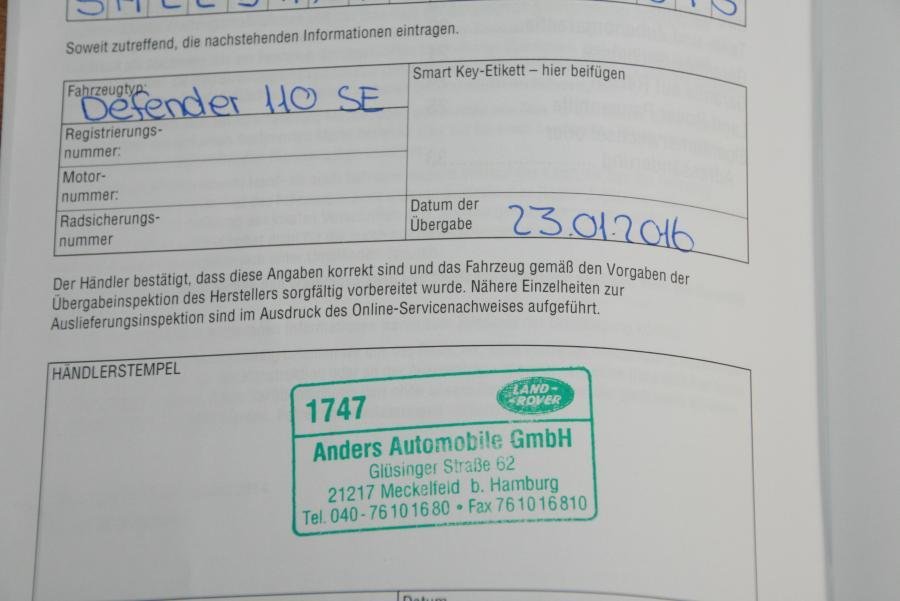 Soweit zutreffend, die nachstehenden Informationen eintragen.
Fahrzeugtyp:
Defender 110 SE
Smart Key-Etikett – hier beifügen
Registrierungs-
nummer:
Motor-
nummer:
Radsicherungs-
nummer
Datum der
Übergabe
23.01.2016
Der Händler bestätigt, dass diese Angaben korrekt sind und das Fahrzeug gemäß den Vorgaben der
Übergabeinspektion des Herstellers sorgfältig vorbereitet wurde. Nähere Einzelheiten zur
Auslieferungsinspektion sind im Ausdruck des Online-Servicenachweises aufgeführt.
HÄNDLERSTEMPEL
1747
LAND-
ROVER
Anders Automobile GmbH
Glüsinger Straße 62
21217 Meckelfeld b. Hamburg
Tel. 040-76101680 • Fax 761016810
Datum